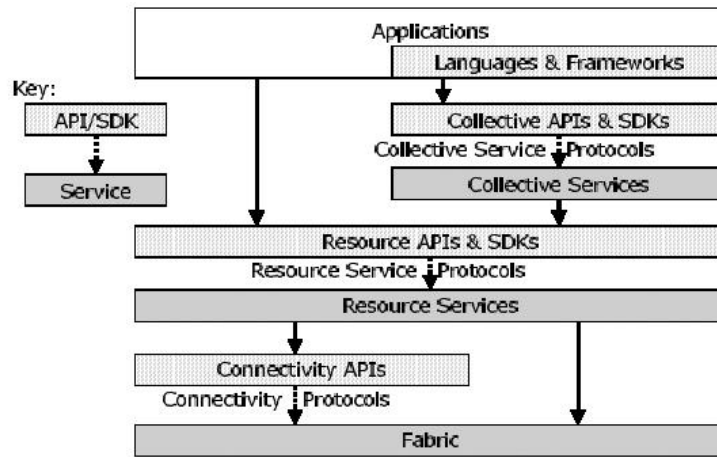 Applications
Languages & Frameworks
Key:
API/SDK
Collective APIs & SDKs
Collective Service Protocols
Service
Collective Services
Resource APIs & SDKs
Resource Service Protocols
Resource Services
Connectivity APIs
Connectivity Protocols
Fabric